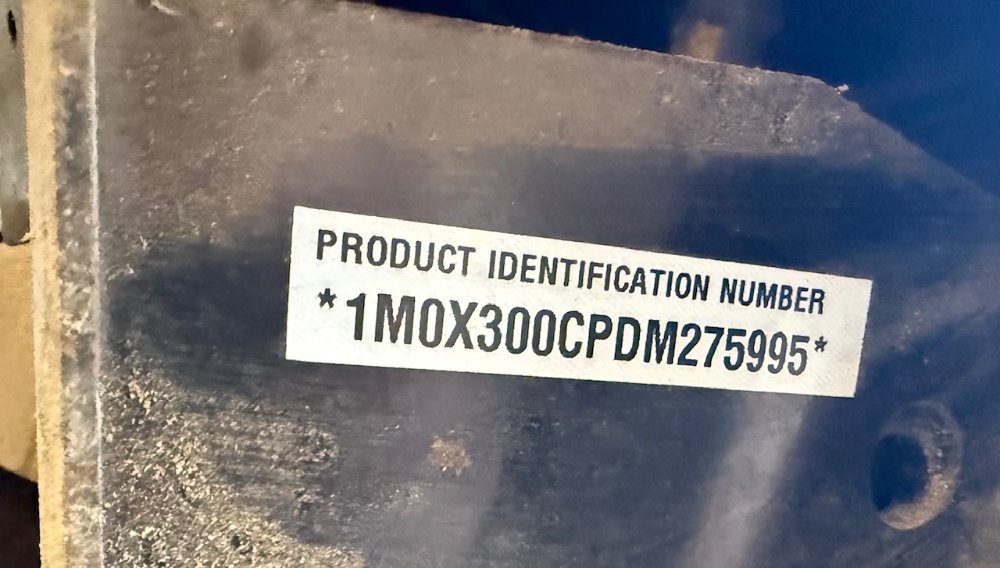 PRODUCT IDENTIFICATION NUMBER
*1M0X300CPDM275995*